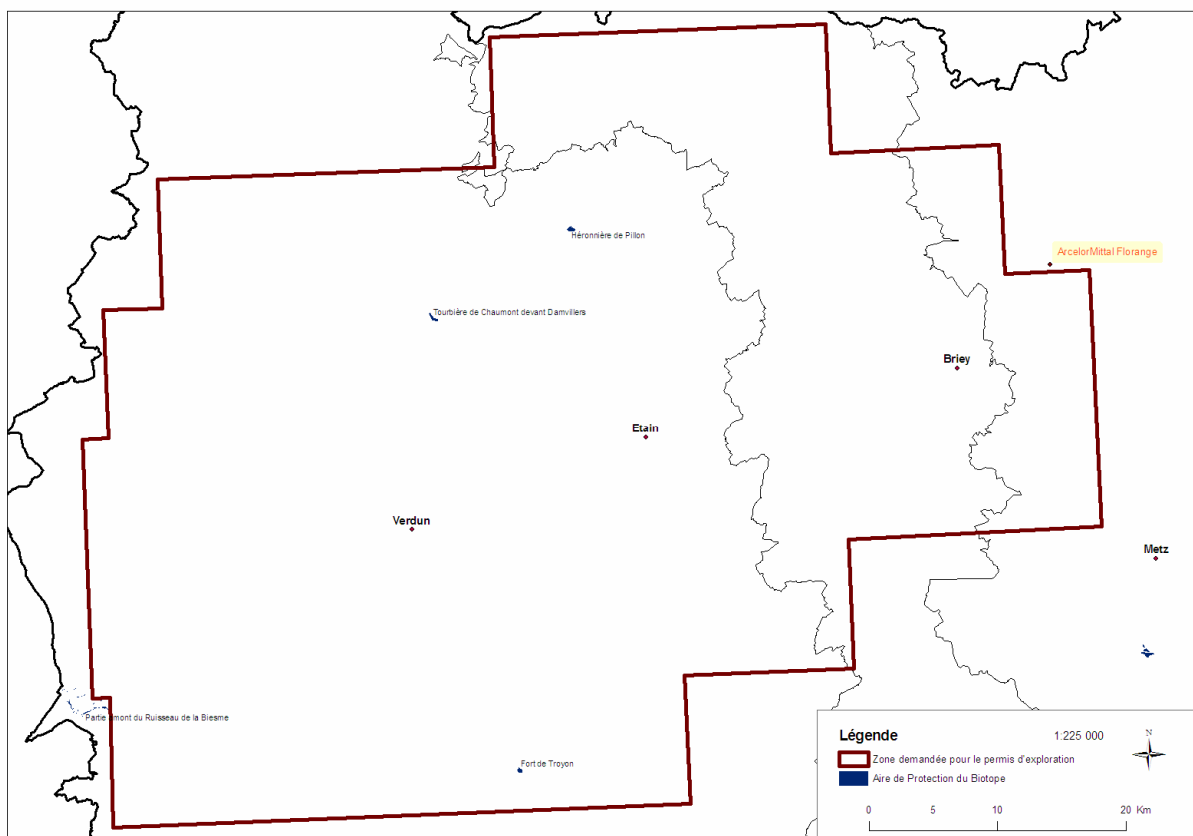 Héronnière de Pillon
ArcelorMittal Florange
Tourbière de Chaumont devant Damvillers
Briey
Etain
Verdun
Metz
Partie amont du Ruisseau de la Biesme
Fort de Troyon
Légende
1:225 000
N
Zone demandée pour le permis d'exploration
Aire de Protection du Biotope
0 5 10 20 Km